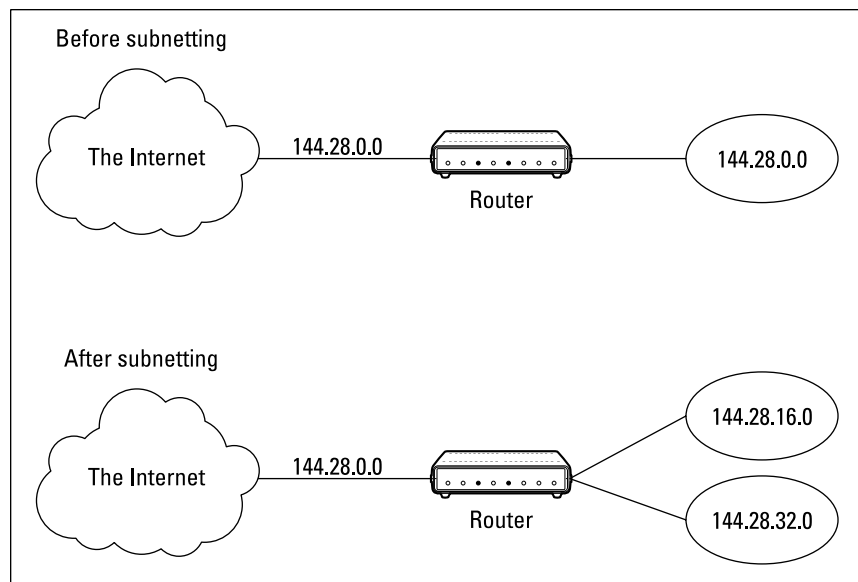 Before subnetting
The Internet
144.28.0.0
Router
144.28.0.0
After subnetting
The Internet
144.28.0.0
Router
144.28.16.0
144.28.32.0